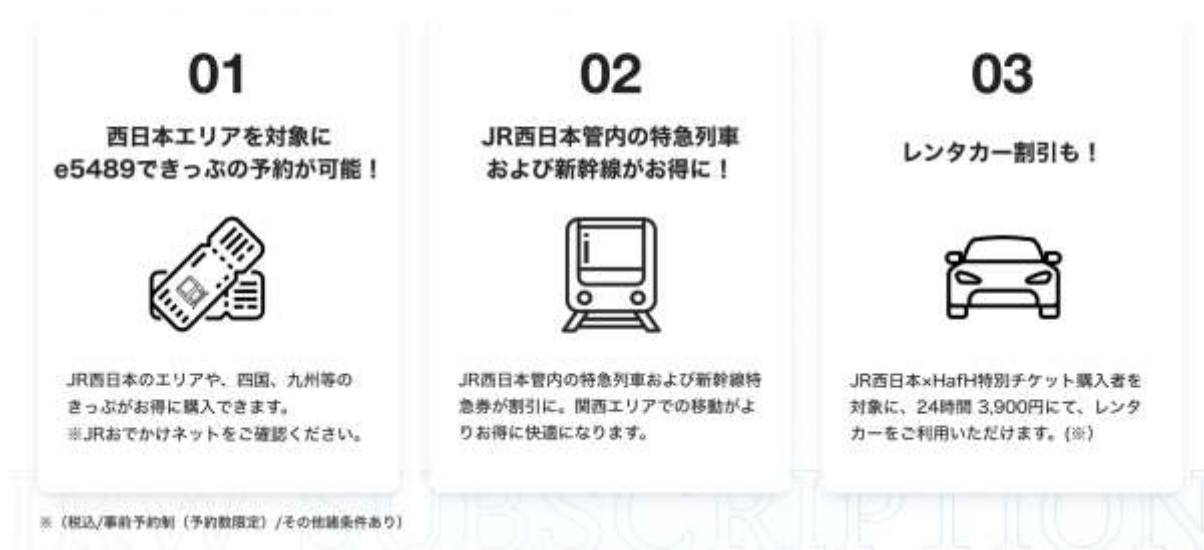 01
西日本エリアを対象に
e5489できっぷの予約が可能！
JR西日本のエリアや、四国、九州等の
きっぷがお得に購入できます。
※JRおでかけネットをご確認ください。
02
JR西日本管内の特急列車
および新幹線がお得に！
JR西日本管内の特急列車および新幹線特
急券が割引に。関西エリアでの移動がよ
りお得に快適になります。
03
レンタカー割引も！
JR西日本×HafH特別チケット購入者を
対象に、24時間 3,900円にて、レンタ
カーをご利用いただけます。(※)
※（税込/事前予約制（予約数限定）/その他諸条件あり）
SUBSCRIPTION